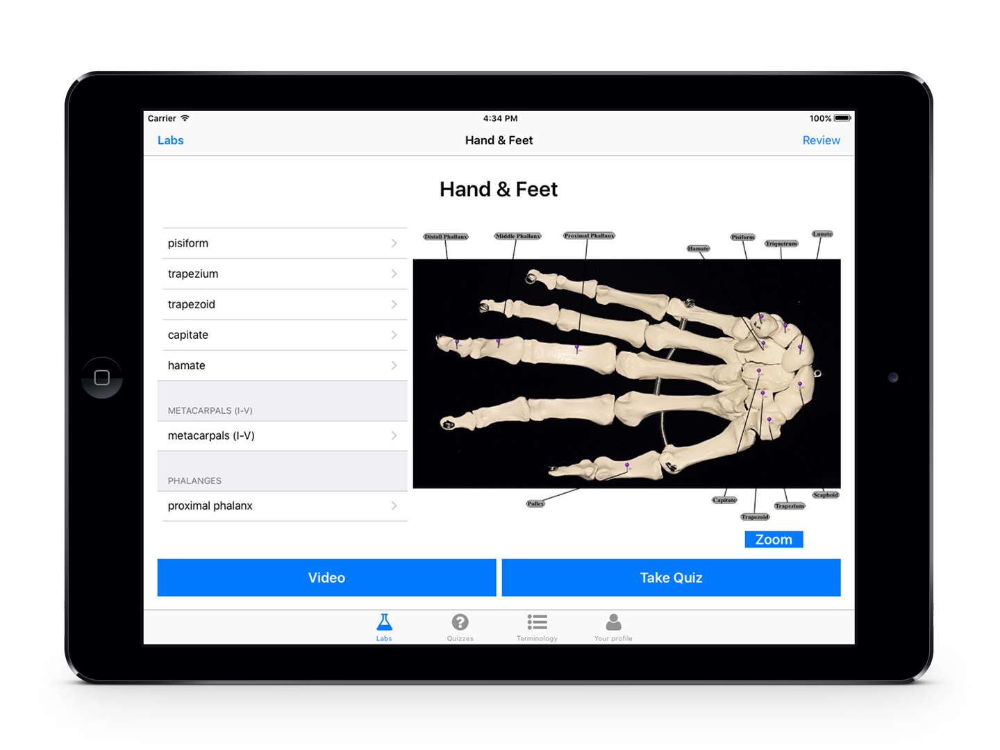 Carrier 4:34 PM 100%
Labs Hand & Feet Review
Hand & Feet
pisiform
trapezium
trapezoid
capitate
hamate
METACARPALS (I-V)
metacarpals (I-V)
PHALANGES
proximal phalanx
Distall Phallanx
Middle Phallanx
Proximal Phallanx
Hamate
Pisiform
Triquetrum
Lunate
Pollex
Capitate
Trapezoid
Trapezium
Scaphoid
Zoom
Video Take Quiz
Labs Quizzes Terminology Your profile